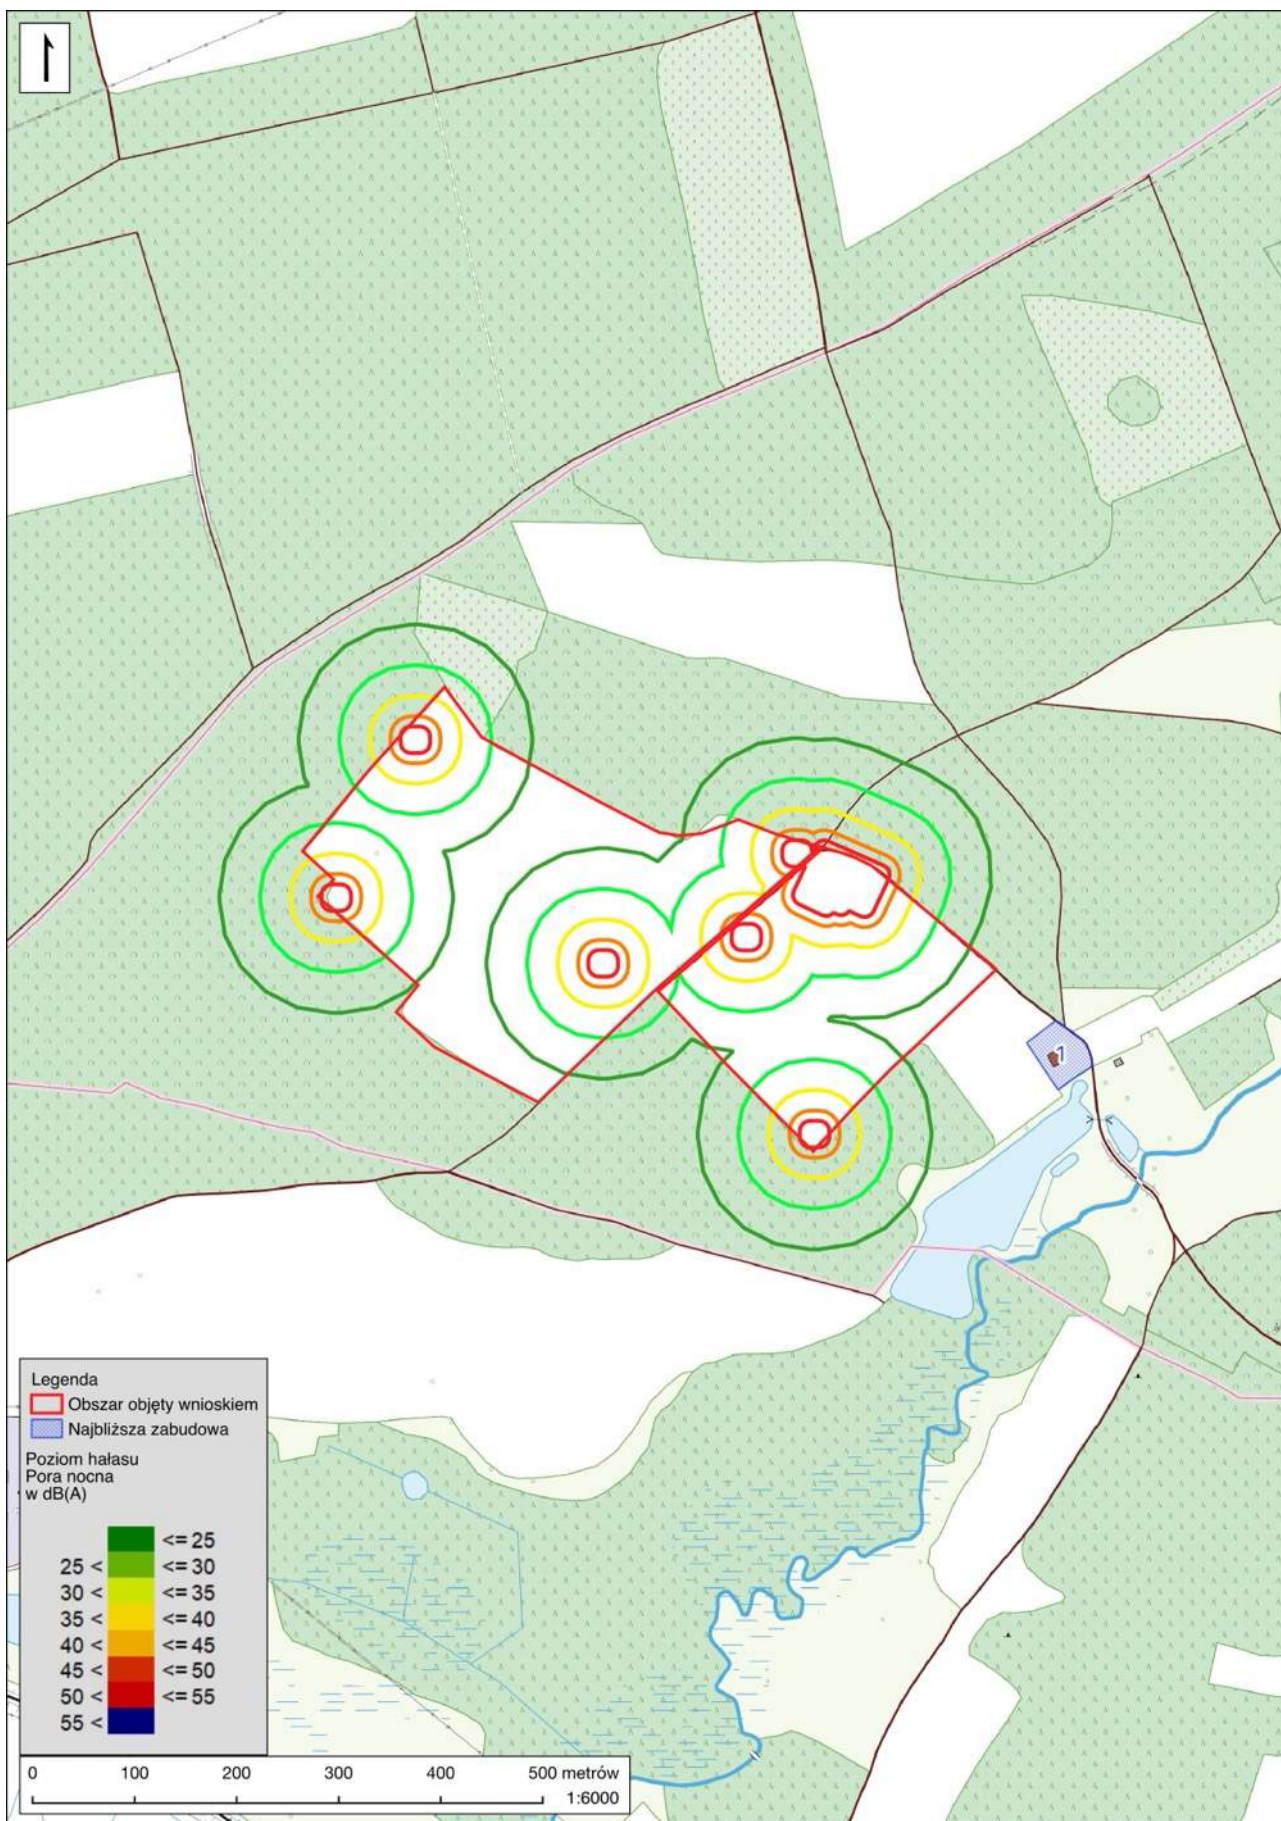 1
Legenda
Obszar objęty wnioskiem
Najbliższa zabudowa
Poziom hałasu
Pora nocna
w dB(A)
<= 25
25 < <= 30
30 < <= 35
35 < <= 40
40 < <= 45
45 < <= 50
50 < <= 55
55 <
0 100 200 300 400 500 metrów
1:6000